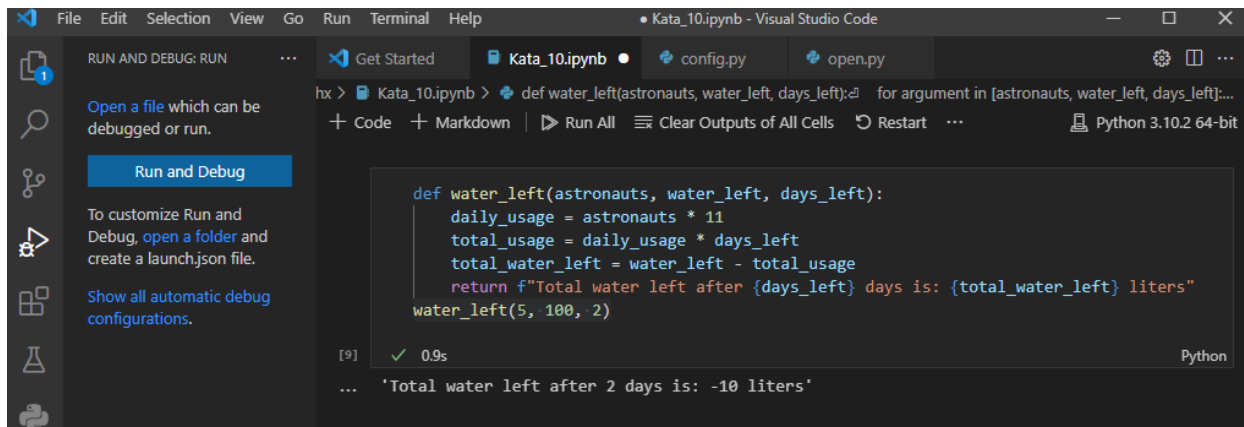 File Edit Selection View Go Run Terminal Help
● Kata_10.ipynb - Visual Studio Code
RUN AND DEBUG: RUN ...
Get Started
Kata_10.ipynb ●
config.py
open.py
1
Open a file which can be
debugged or run.
Run and Debug
To customize Run and
Debug, open a folder and
create a launch.json file.
Show all automatic debug
configurations.
hx > Kata_10.ipynb > def water_left(astronauts, water_left, days_left):⏎ for argument in [astronauts, water_left, days_left]:...
+ Code + Markdown | Run All Clear Outputs of All Cells Restart ... Python 3.10.2 64-bit
def water_left(astronauts, water_left, days_left):
    daily_usage = astronauts * 11
    total_usage = daily_usage * days_left
    total_water_left = water_left - total_usage
    return f"Total water left after {days_left} days is: {total_water_left} liters"
water_left(5, 100, 2)
[9] ✓ 0.9s Python
... 'Total water left after 2 days is: -10 liters'